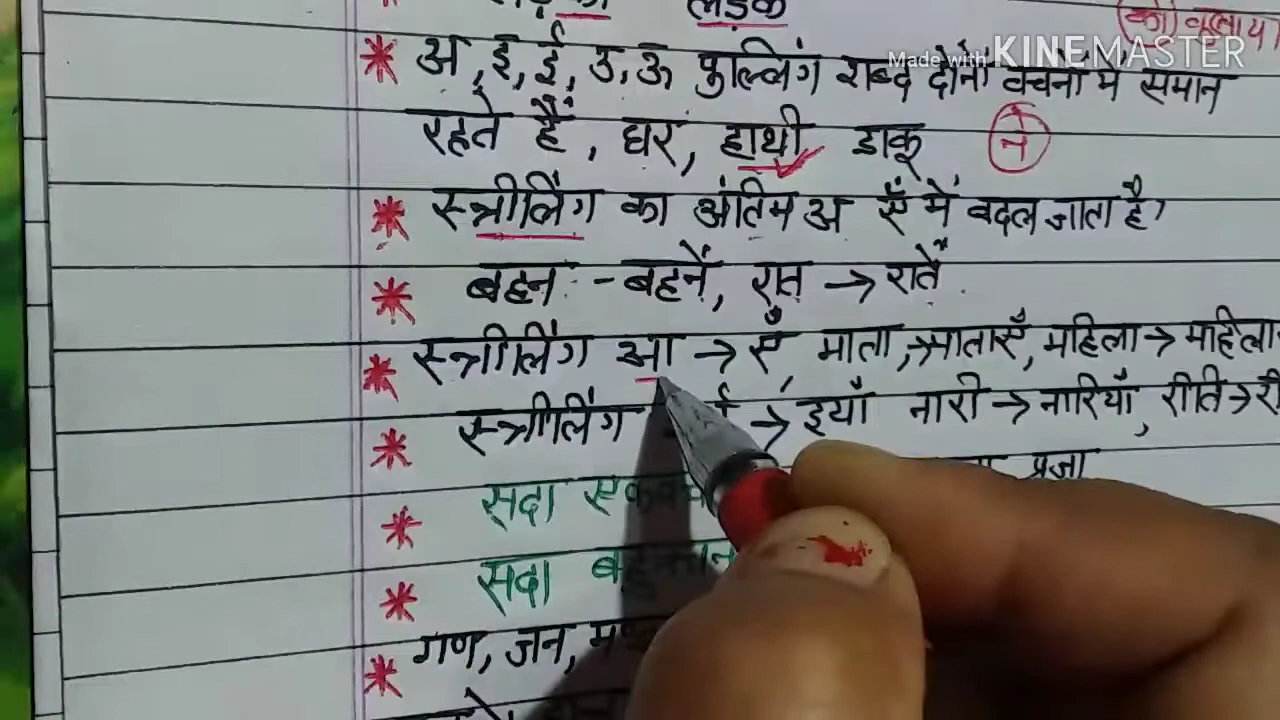 लड़के
को
Made with KINEMASTER
अ, इ, ई, उ, ऊ पुल्लिंग शब्द दोनों वचनों में समान
रहते हैं, घर, हाथी, डाकू
स्त्रीलिंग का अंतिम अ एँ में बदल जाता है,
बहन - बहनें, रात → रातें
स्त्रीलिंग आ → एँ, माता, → माताएँ, महिला → महिला
स्त्रीलिंग → इयाँ नारी → नारियाँ, रीति → री
प्रजा
सदा
सदा
गण, जन,